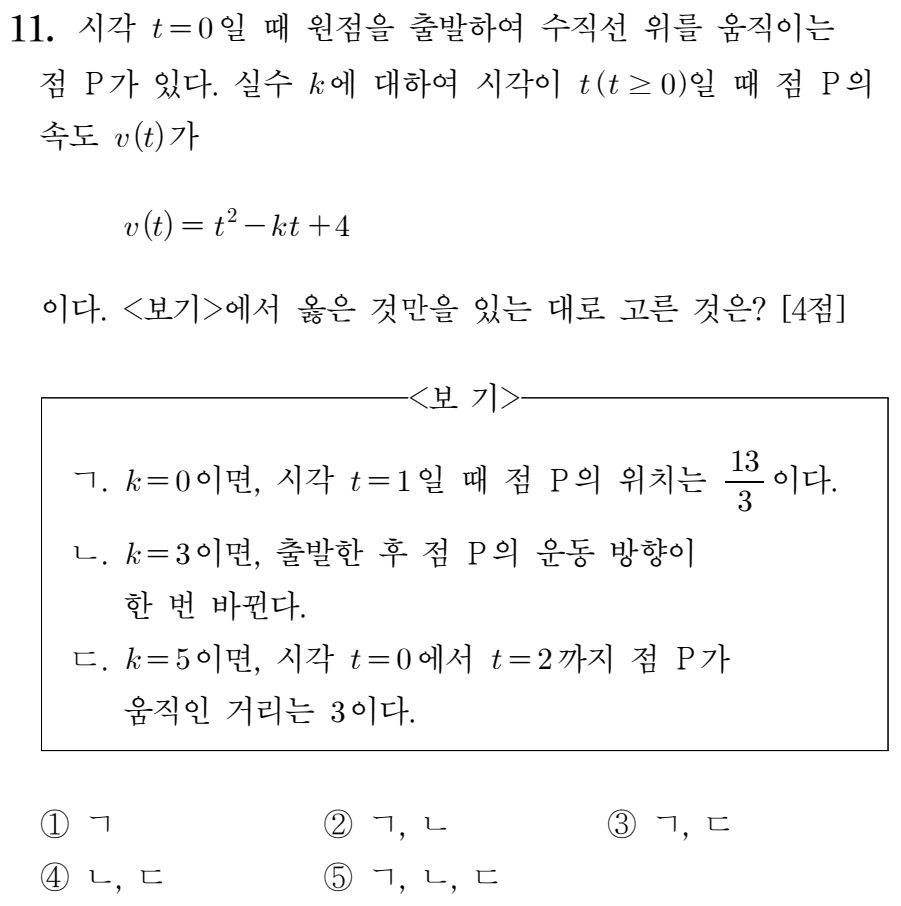 11. 시각 t=0일 때 원점을 출발하여 수직선 위를 움직이는
점 P가 있다. 실수 k에 대하여 시각이 t(t≥0)일 때 점 P의
속도 v(t)가
v(t)=t²-kt+4
이다. <보기>에서 옳은 것만을 있는 대로 고른 것은? [4점]
<보 기>
ㄱ. k=0이면, 시각 t=1일 때 점 P의 위치는 13/3이다.
ㄴ. k=3이면, 출발한 후 점 P의 운동 방향이
한 번 바뀐다.
ㄷ. k=5이면, 시각 t=0에서 t=2까지 점 P가
움직인 거리는 3이다.
① ㄱ ② ㄱ, ㄴ ③ ㄱ, ㄷ
④ ㄴ, ㄷ ⑤ ㄱ, ㄴ, ㄷ